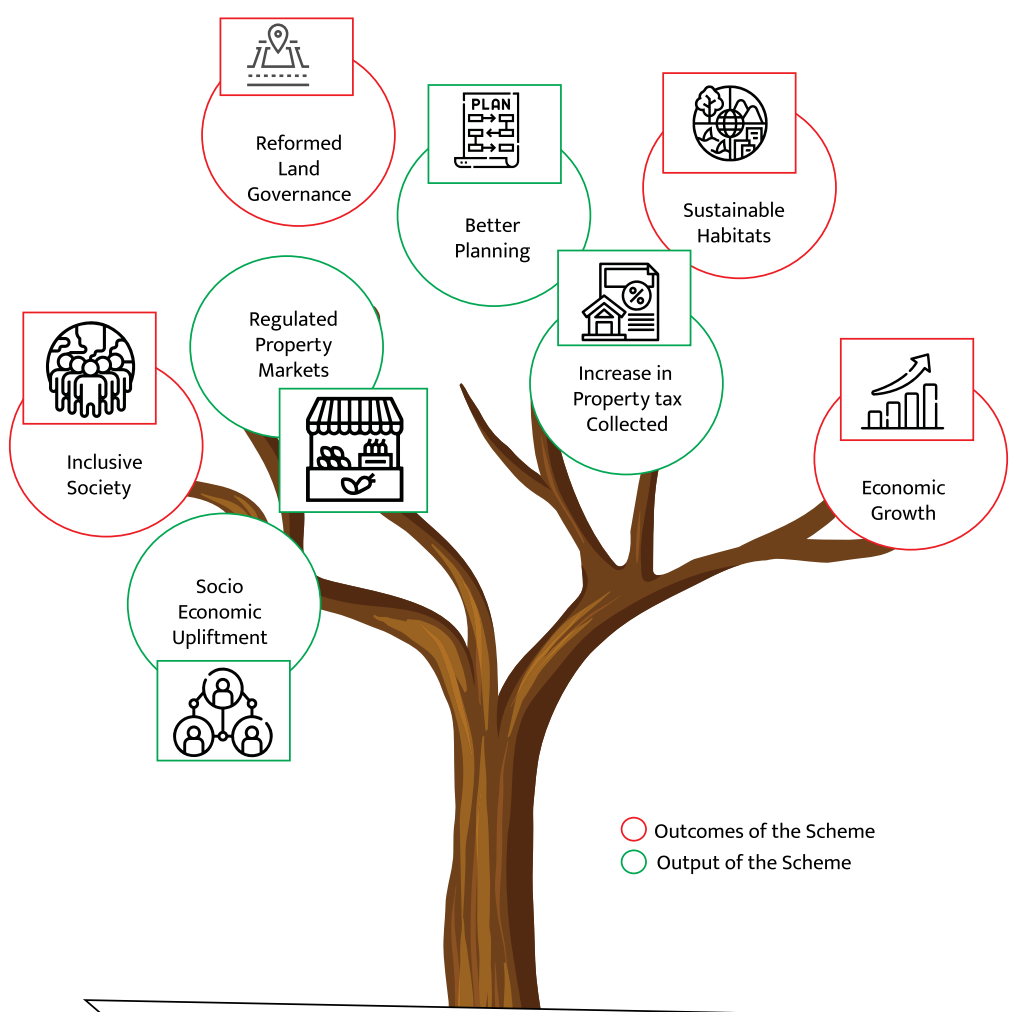 Reformed
Land
Governance
PLAN
Better
Planning
Sustainable
Habitats
Regulated
Property
Markets
%
Increase in
Property tax
Collected
Inclusive
Society
Economic
Growth
Socio
Economic
Upliftment
Outcomes of the Scheme
Output of the Scheme